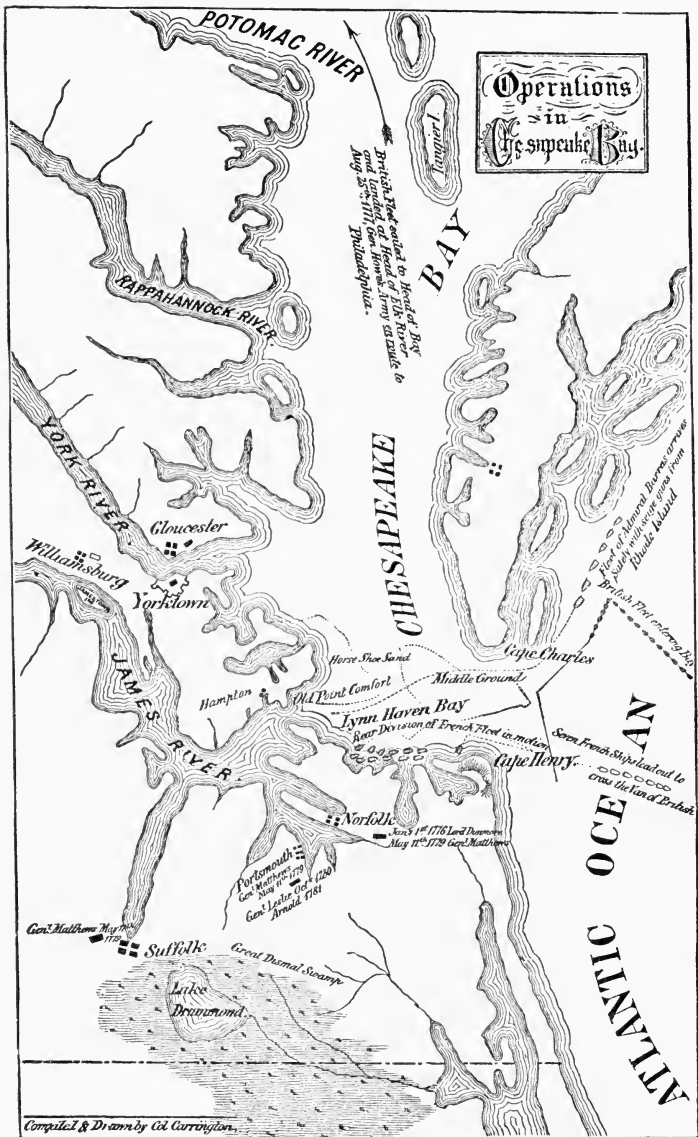 Operations
in
Chesapeake Bay.
POTOMAC RIVER
Tangier I
British Fleet sailed to Head of Bay
and landed at Head of Elk River
Aug. 25th 1777, Gen. Howe's Army en route to
Philadelphia.
RAPPAHANNOCK RIVER
CHESAPEAKE BAY
YORK RIVER.
Gloucester
Williamsburg
Yorktown
Fleet of Admiral Barras arrives
Safely with seige guns from
Rhode Island
British Fleet entering Bay
Cape Charles
Horse Shoe Sand
Middle Ground
JAMES RIVER.
Hampton
Old Point Comfort
Lynn Haven Bay
Rear Division of French Fleet in motion
Cape Henry.
Seven French Ships lead out to
cross the Van of British
ATLANTIC OCEAN
Norfolk
Jany 1st 1776 Lord Dunmore
May 11th 1779 Genl Matthews
Portsmouth
Genl Matthews
May 11th 1779
Genl Leslie Oct 1780
Arnold 1781
Genl Matthews May 11th
1779
Suffolk
Great Dismal Swamp
Lake
Drummond.
Compiled & Drawn by Col. Carrington.